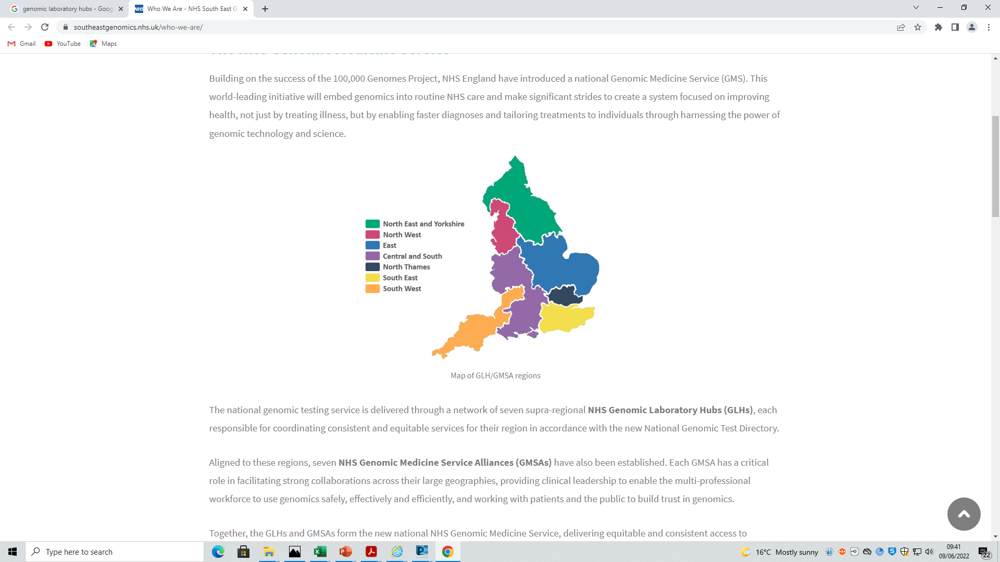 genomic laboratory hubs - Goog
Who We Are - NHS South East G
southeastgenomics.nhs.uk/who-we-are/
Gmail
YouTube
Maps
Building on the success of the 100,000 Genomes Project, NHS England have introduced a national Genomic Medicine Service (GMS). This
world-leading initiative will embed genomics into routine NHS care and make significant strides to create a system focused on improving
health, not just by treating illness, but by enabling faster diagnoses and tailoring treatments to individuals through harnessing the power of
genomic technology and science.
North East and Yorkshire
North West
East
Central and South
North Thames
South East
South West
Map of GLH/GMSA regions
The national genomic testing service is delivered through a network of seven supra-regional NHS Genomic Laboratory Hubs (GLHs), each
responsible for coordinating consistent and equitable services for their region in accordance with the new National Genomic Test Directory.
Aligned to these regions, seven NHS Genomic Medicine Service Alliances (GMSAs) have also been established. Each GMSA has a critical
role in facilitating strong collaborations across their large geographies, providing clinical leadership to enable the multi-professional
workforce to use genomics safely, effectively and efficiently, and working with patients and the public to build trust in genomics.
Together, the GLHs and GMSAs form the new national NHS Genomic Medicine Service, delivering equitable and consistent access to
Type here to search
16°C Mostly sunny
09:41
09/06/2022
22